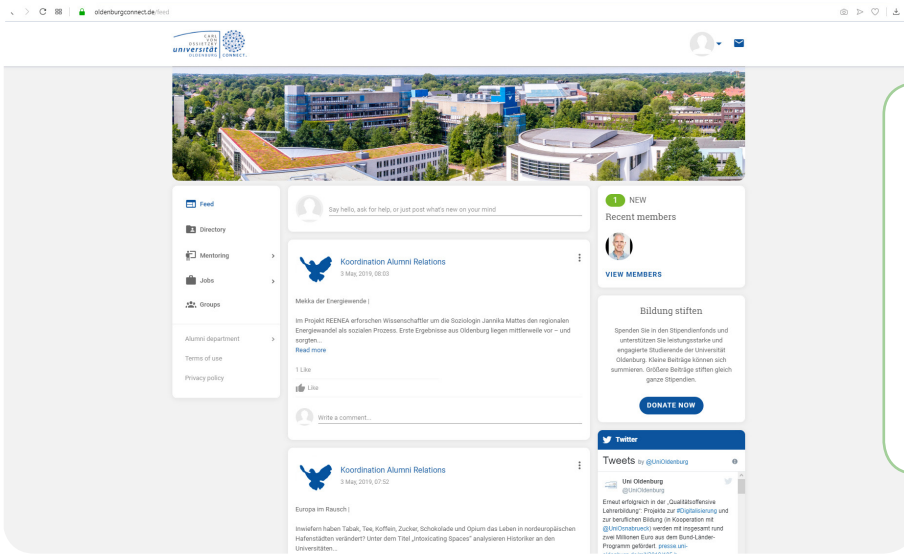 oldenburgconnect.de/feed
CARL
VON
OSSIETZKY
universität
OLDENBURG
CONNECT.
Feed
Directory
Mentoring
Jobs
Groups
Alumni department
Terms of use
Privacy policy
Say hello, ask for help, or just post what's new on your mind
Koordination Alumni Relations
3 May, 2019, 08:03
Mekka der Energiewende |
Im Projekt REENEA erforschen Wissenschaftler um die Soziologin Jannika Mattes den regionalen
Energiewandel als sozialen Prozess. Erste Ergebnisse aus Oldenburg liegen mittlerweile vor – und
sorgten...
Read more
1 Like
Like
Write a comment...
Koordination Alumni Relations
3 May, 2019, 07:52
Europa im Rausch |
Inwiefern haben Tabak, Tee, Koffein, Zucker, Schokolade und Opium das Leben in nordeuropäischen
Hafenstädten verändert? Unter dem Titel „Intoxicating Spaces" analysieren Historiker an den
Universitäten...
1 NEW
Recent members
VIEW MEMBERS
Bildung stiften
Spenden Sie in den Stipendienfonds und
unterstützen Sie leistungsstarke und
engagierte Studierende der Universität
Oldenburg. Kleine Beiträge können sich
summieren. Größere Beiträge stiften gleich
ganze Stipendien.
DONATE NOW
Twitter
Tweets by @UniOldenburg
Uni Oldenburg
@UniOldenburg
Erneut erfolgreich in der „Qualitätsoffensive
Lehrerbildung": Projekte zur #Digitalisierung und
zur beruflichen Bildung (in Kooperation mit
@UniOsnabrueck) werden mit insgesamt rund
zwei Millionen Euro aus dem Bund-Länder-
Programm gefördert. presse.uni-